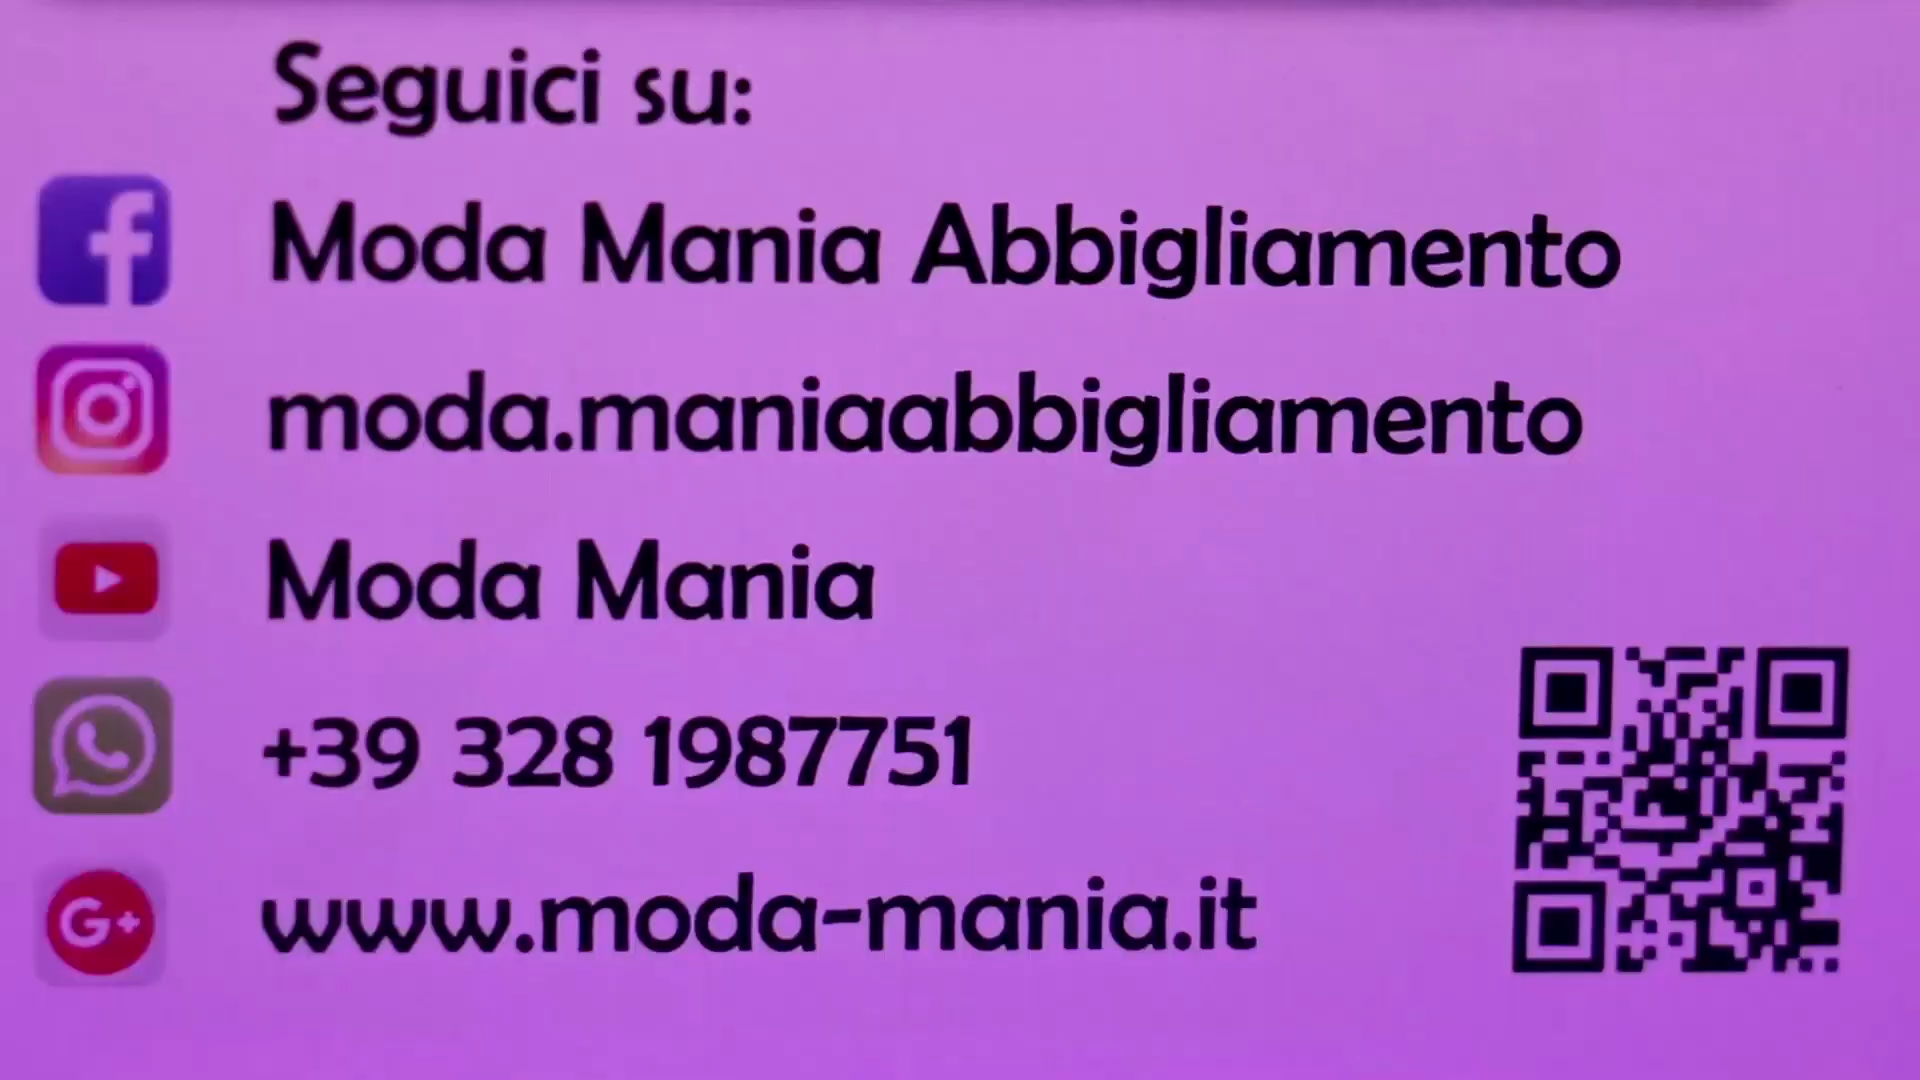 Seguici su:
Moda Mania Abbigliamento
moda.maniaabbigliamento
Moda Mania
+39 328 1987751
G+ www.moda-mania.it